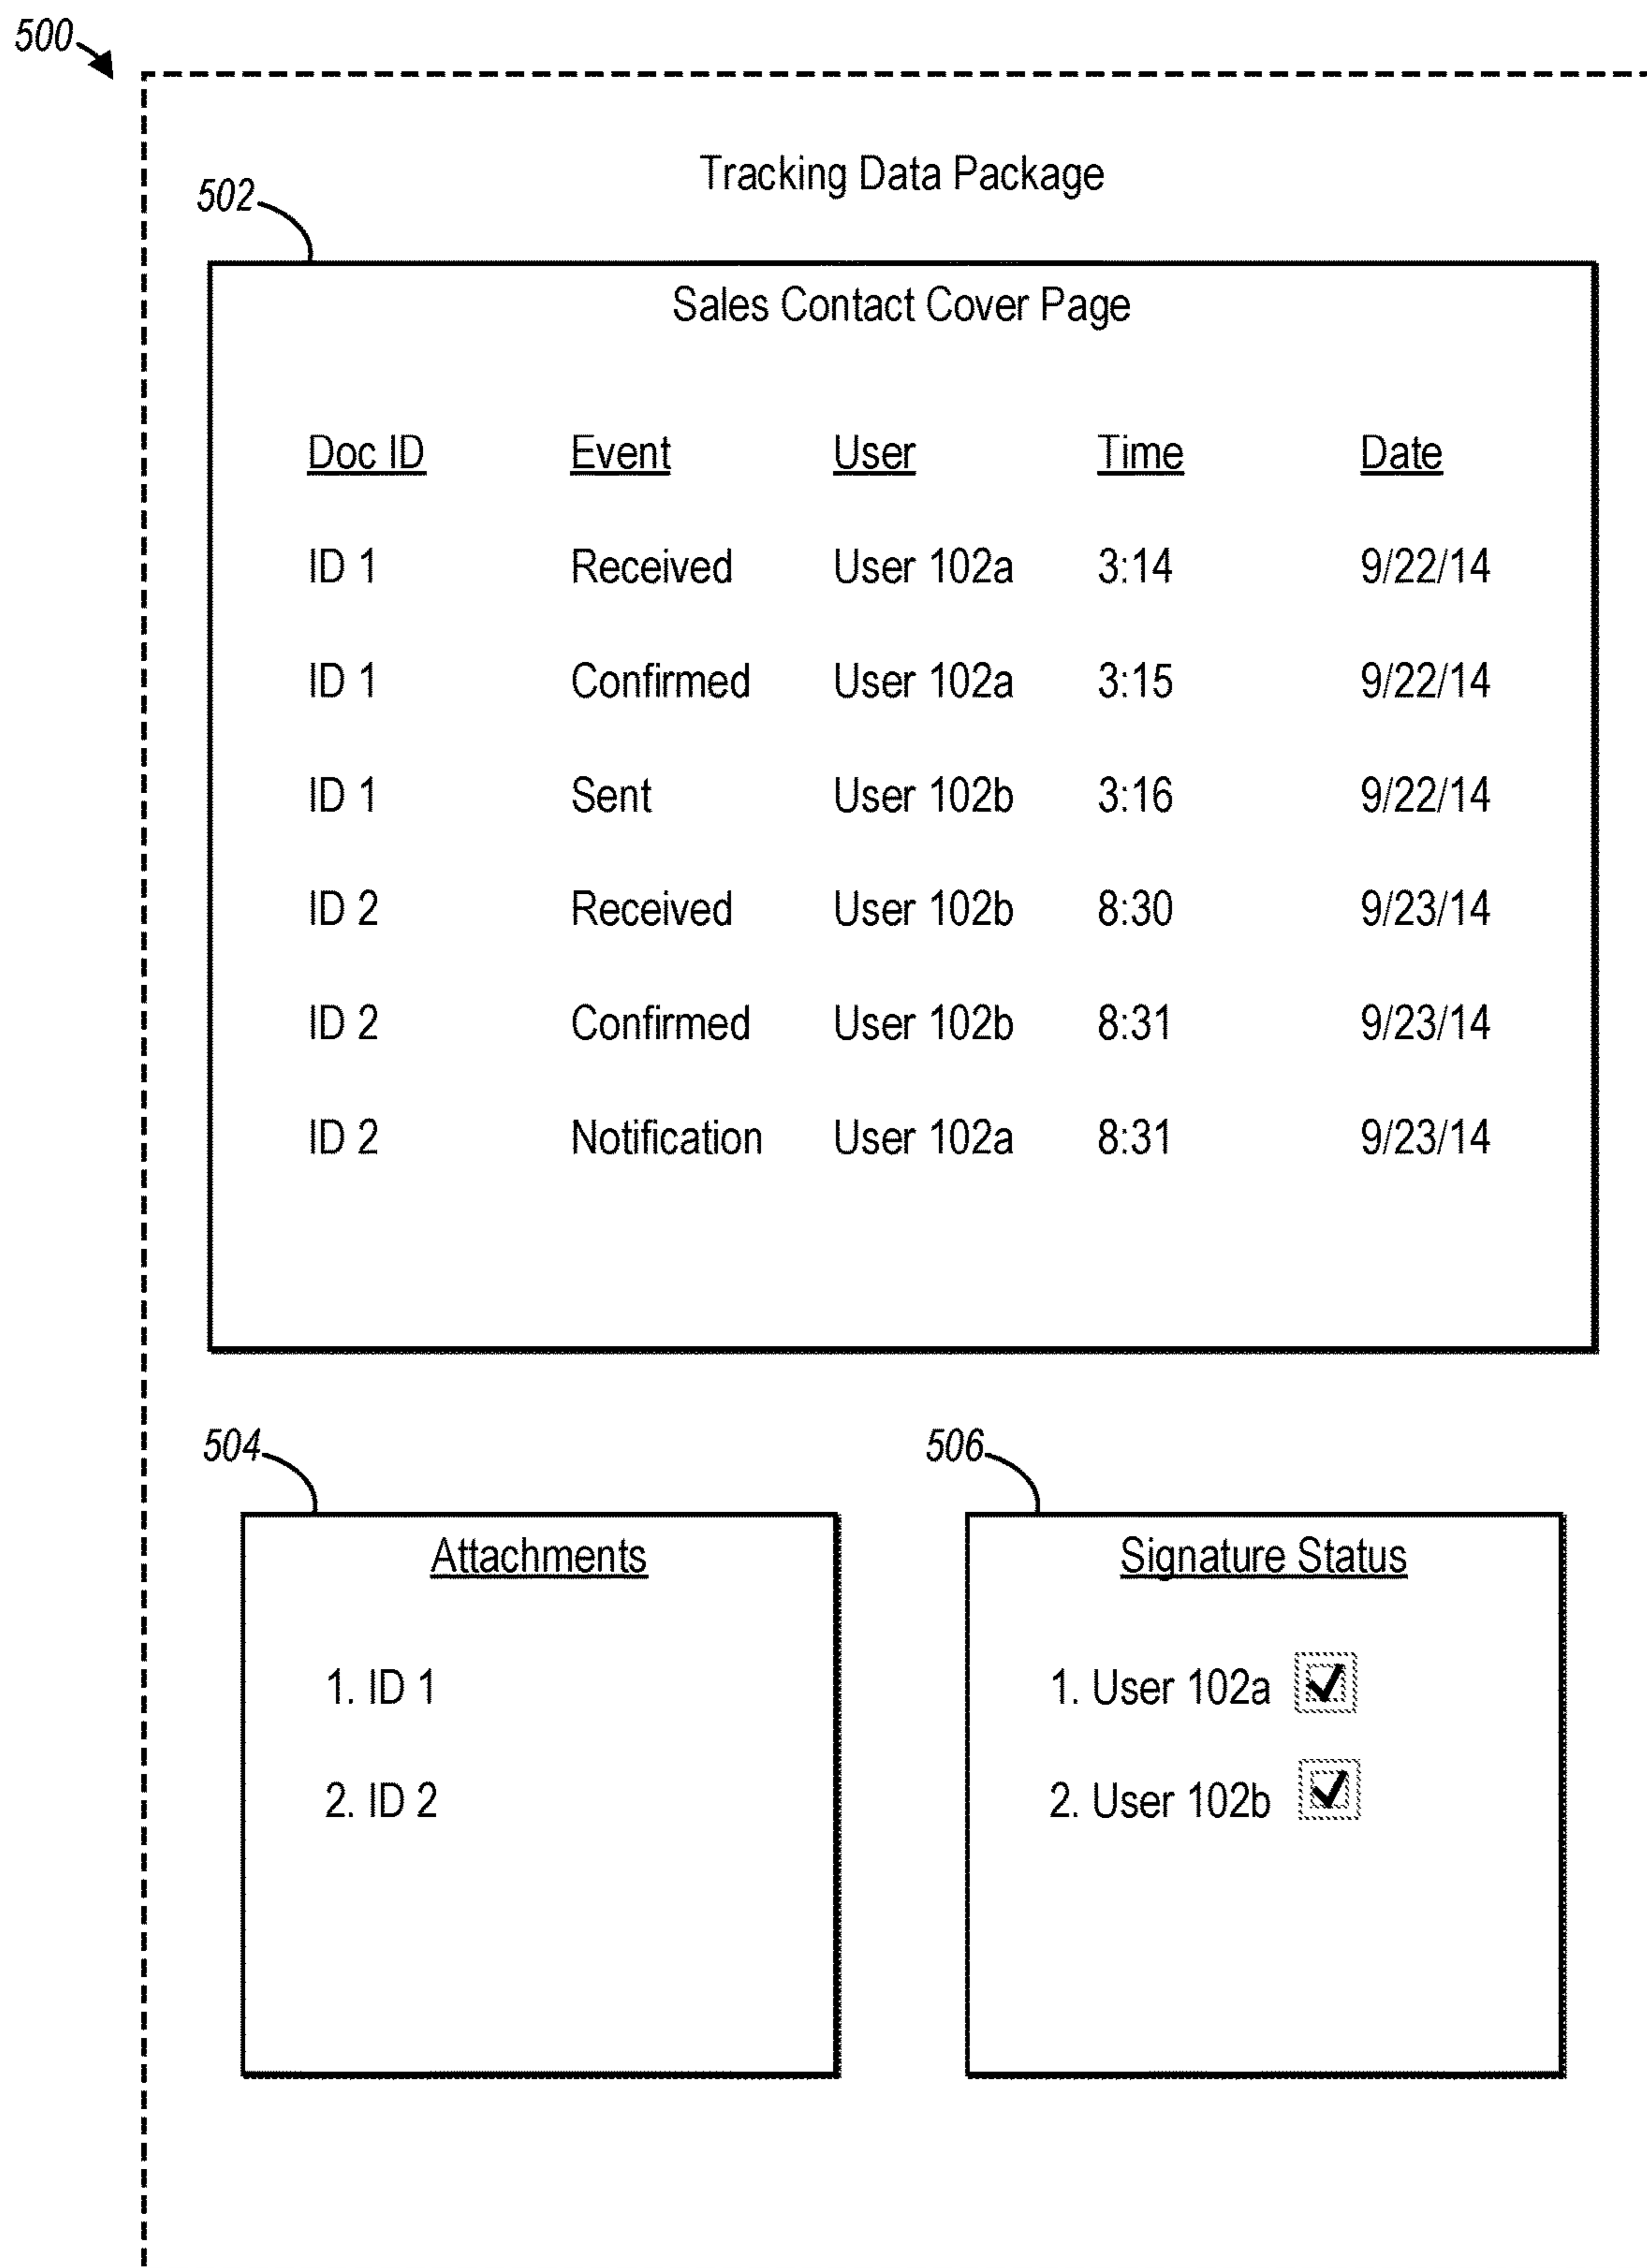 500
Tracking Data Package
502
Sales Contact Cover Page
Doc ID Event User Time Date
ID 1 Received User 102a 3:14 9/22/14
ID 1 Confirmed User 102a 3:15 9/22/14
ID 1 Sent User 102b 3:16 9/22/14
ID 2 Received User 102b 8:30 9/23/14
ID 2 Confirmed User 102b 8:31 9/23/14
ID 2 Notification User 102a 8:31 9/23/14
504
Attachments
1. ID 1
2. ID 2
506
Signature Status
1. User 102a
2. User 102b